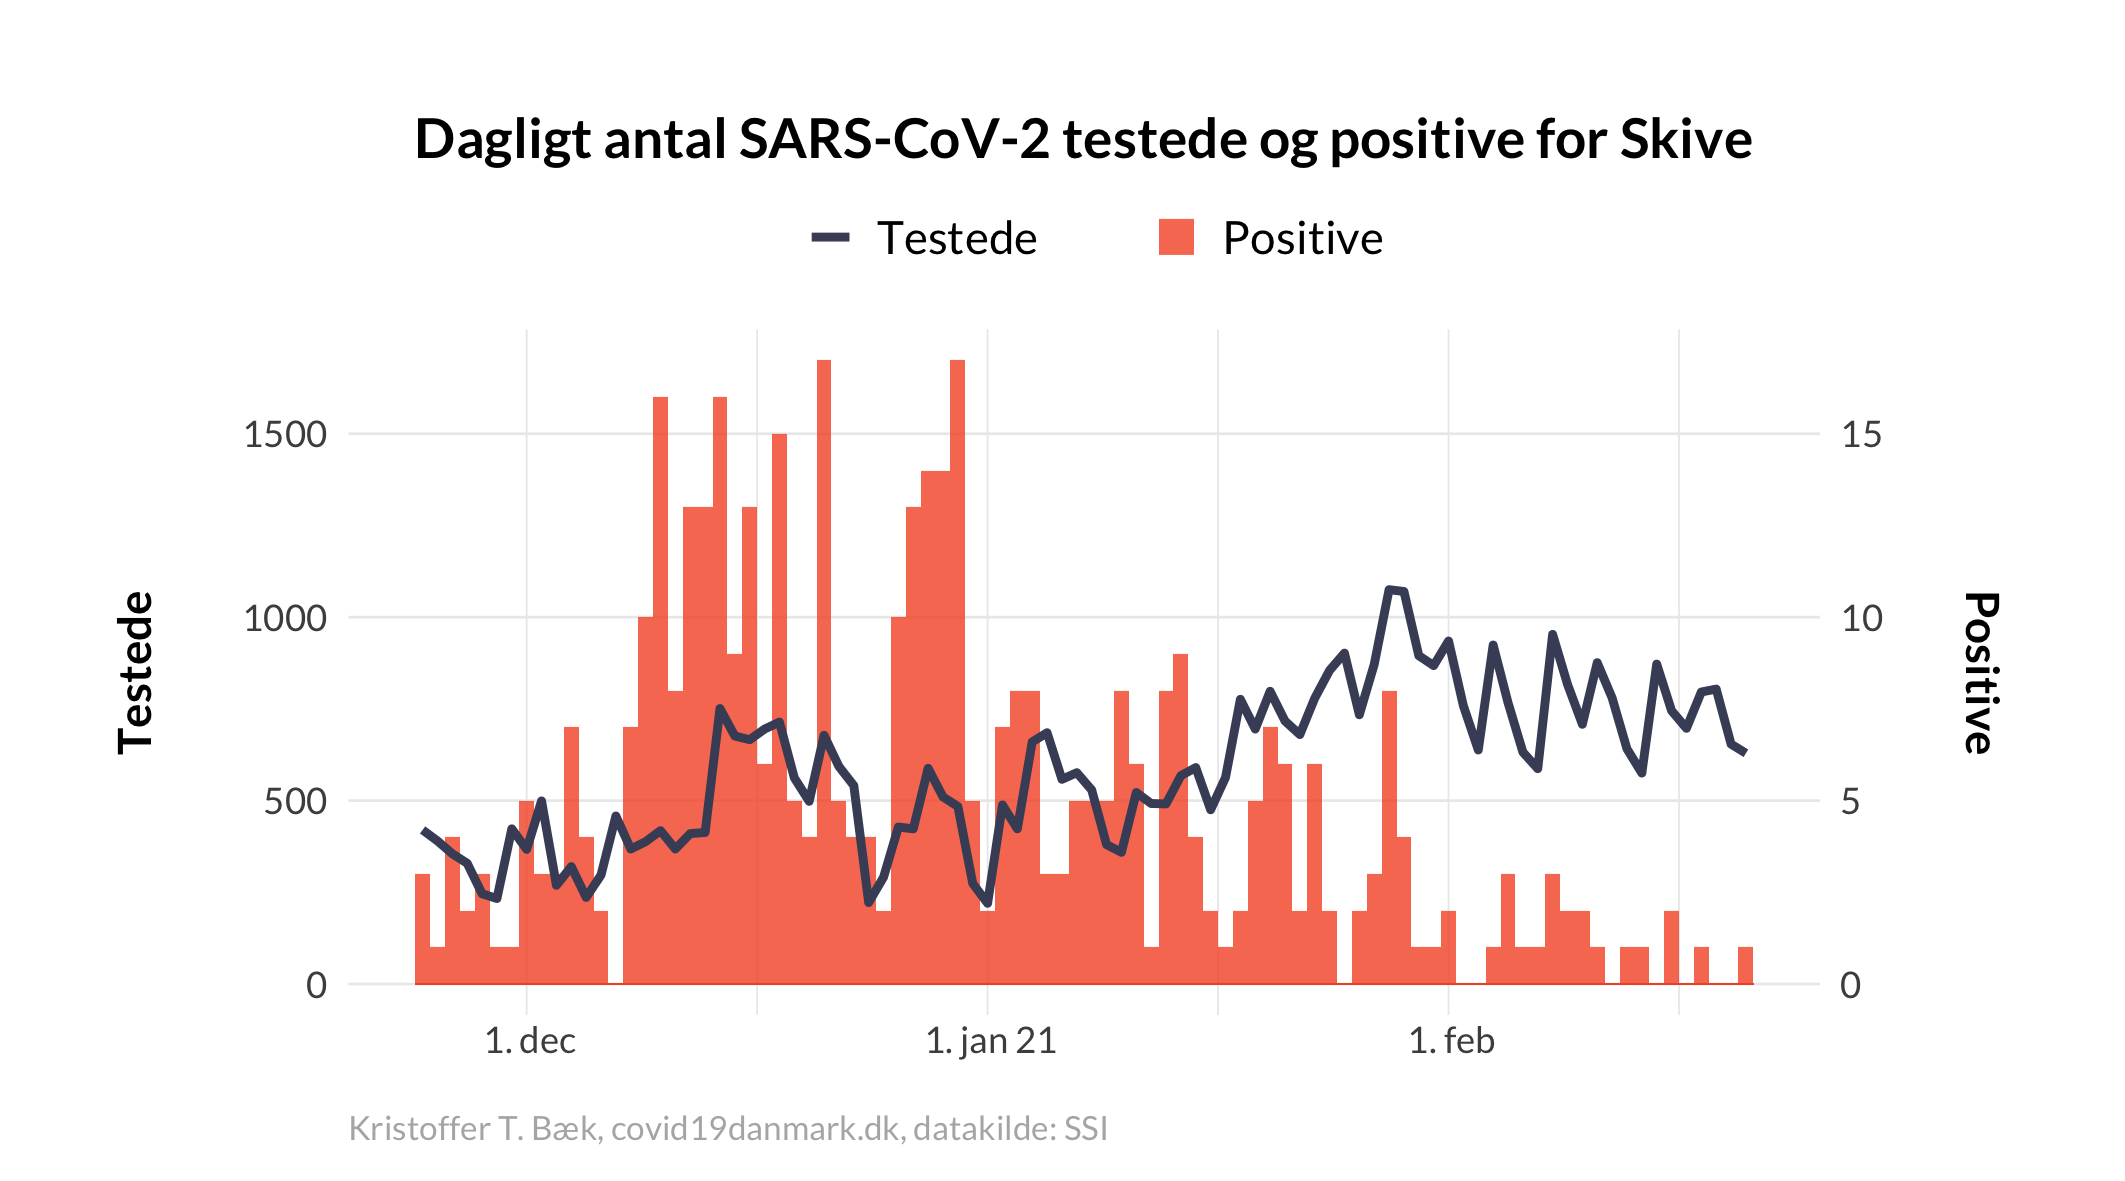 Dagligt antal SARS-CoV-2 testede og positive for Skive
Testede
Positive
1500
1000
500
0
15
10
5
0
Testede
Positive
1. dec
1. jan 21
1. feb
Kristoffer T. Bæk, covid19danmark.dk, datakilde: SSI